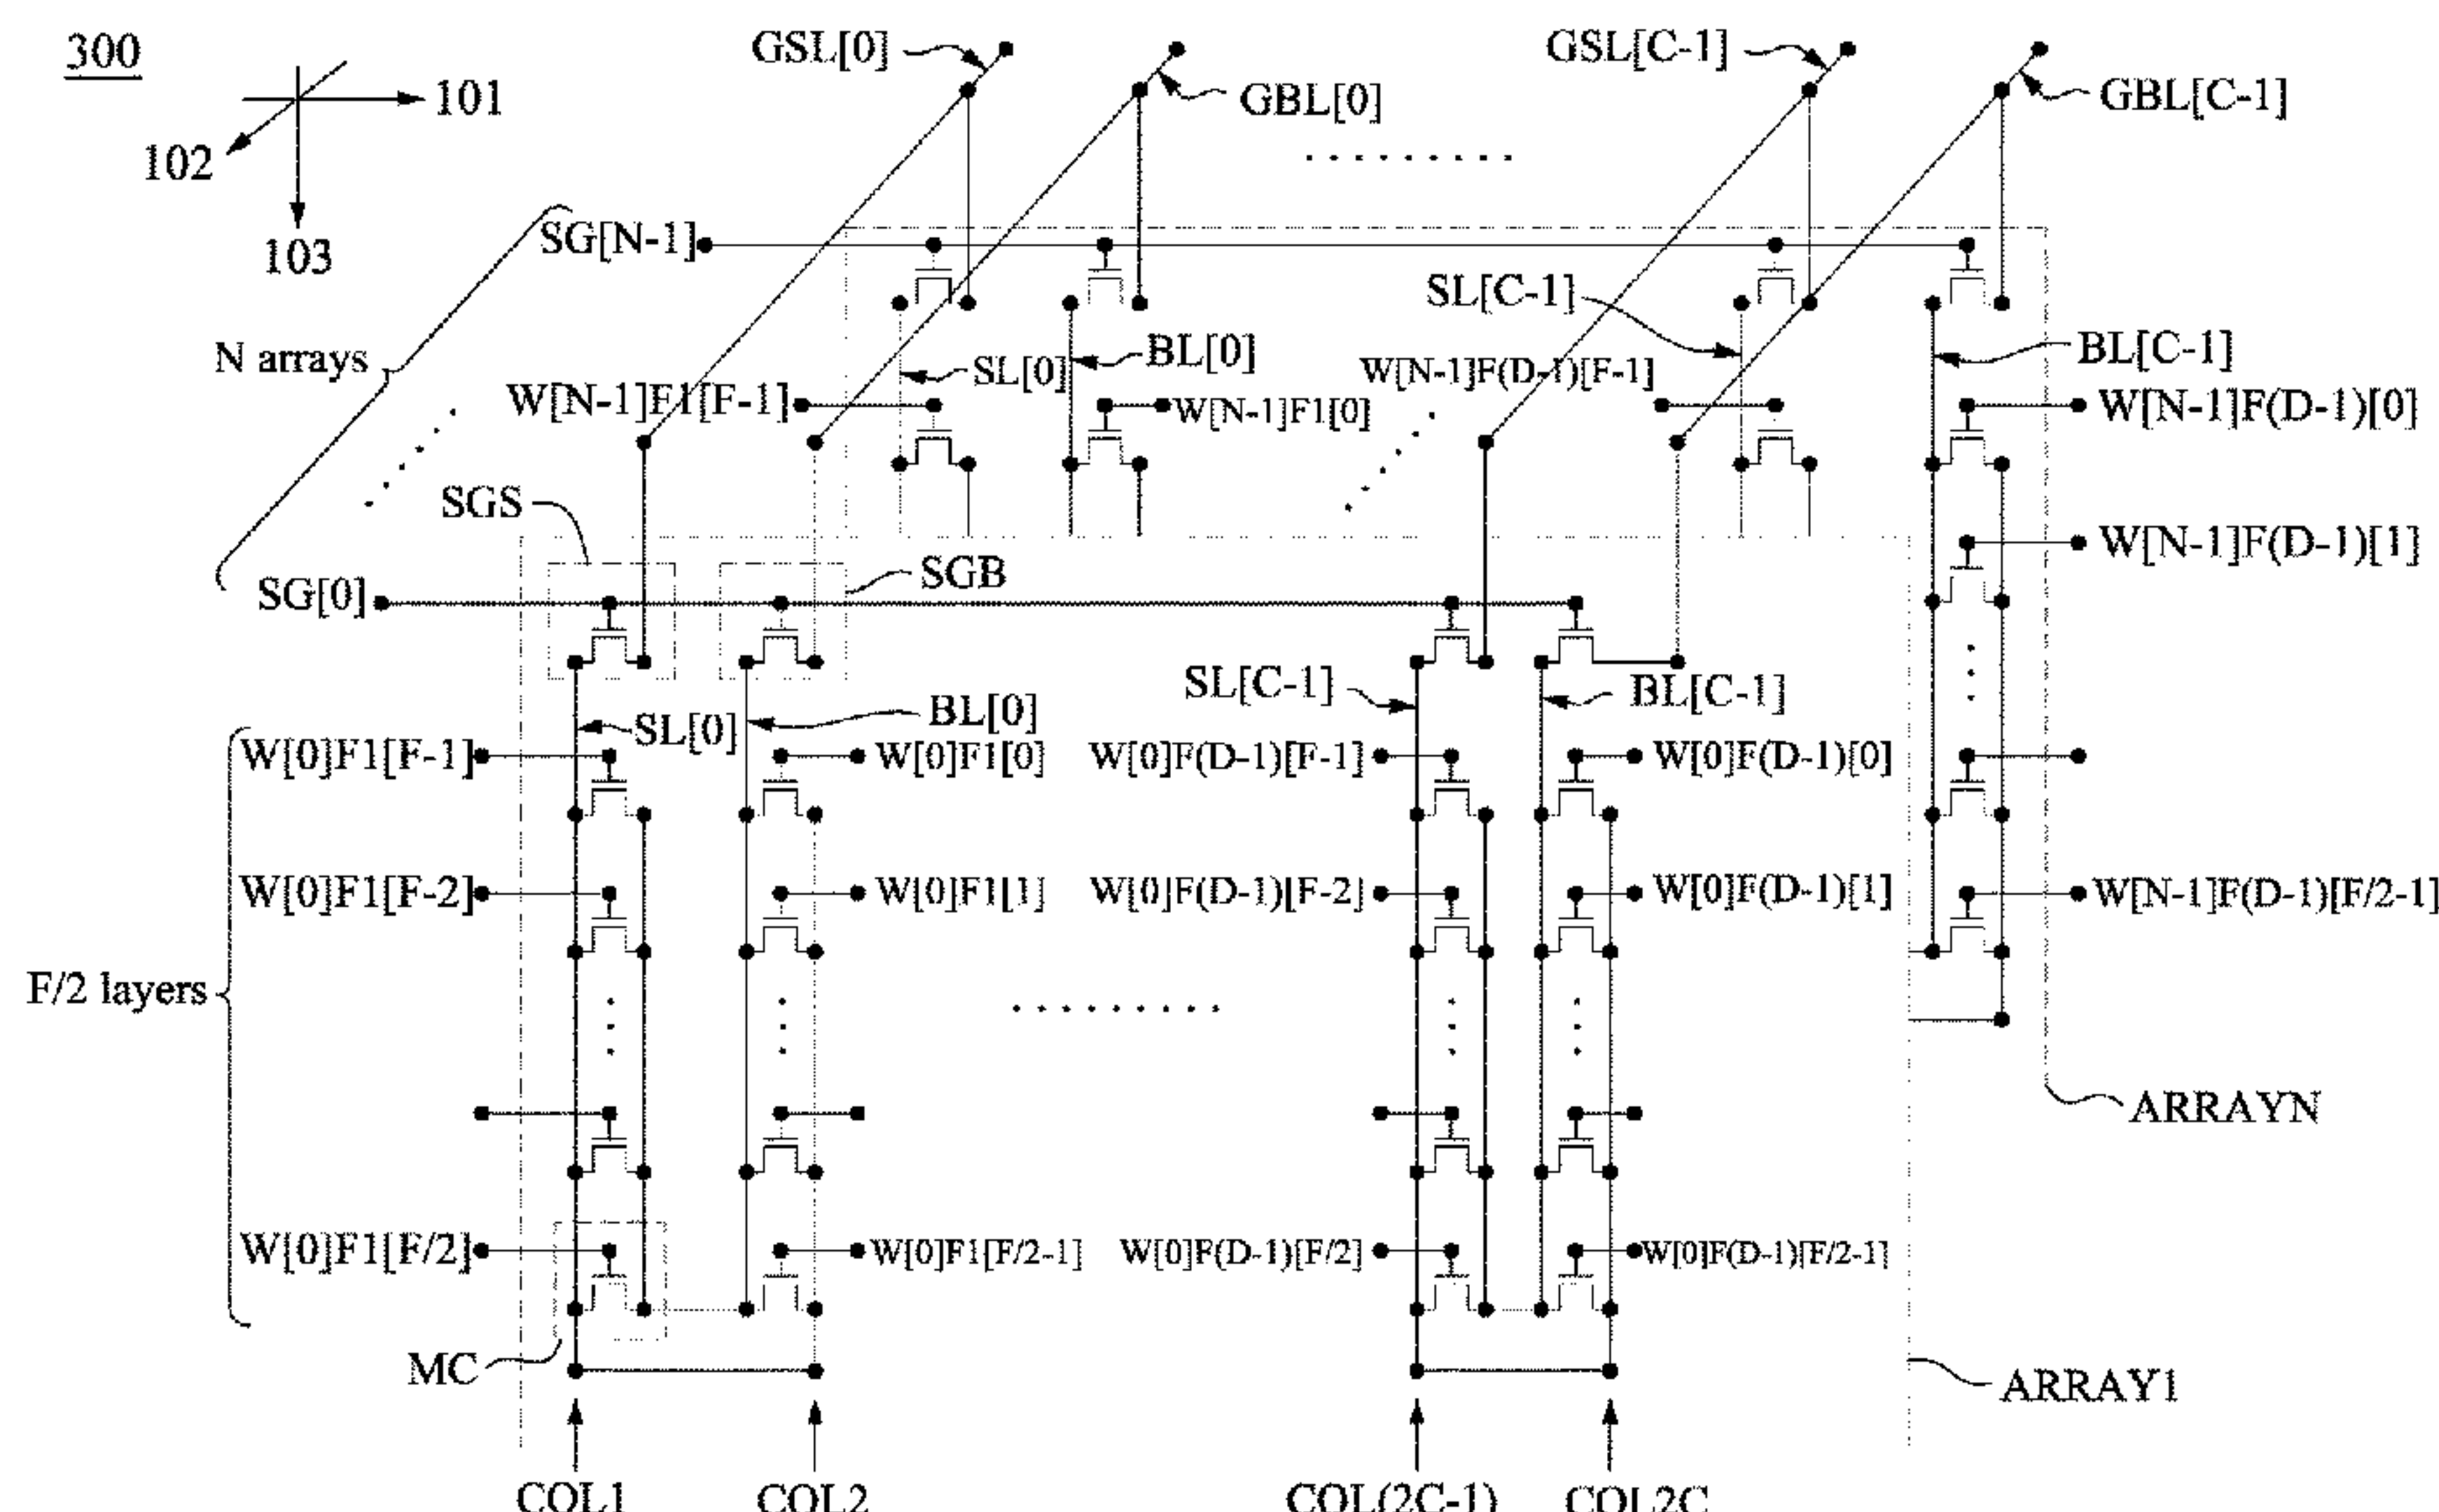 300
GSL[0]
GSL[C-1]
GBL[0]
GBL[C-1]
101
102
103
SG[N-1]
SL[C-1]
N arrays
BL[0]
BL[C-1]
SL[0]
W[N-1]F(D-1)[F-1]
W[N-1]F1[F-1]
W[N-1]F1[0]
W[N-1]F(D-1)[0]
SGS
W[N-1]F(D-1)[1]
SGB
SG[0]
SL[C-1]
BL[C-1]
BL[0]
SL[0]
W[0]F1[F-1]
W[0]F1[0]
W[0]F(D-1)[F-1]
W[0]F(D-1)[0]
W[0]F1[F-2]
W[0]F1[1]
W[0]F(D-1)[F-2]
W[0]F(D-1)[1]
W[N-1]F(D-1)[F/2-1]
F/2 layers
ARRAYN
W[0]F1[F/2]
W[0]F1[F/2-1]
W[0]F(D-1)[F/2]
W[0]F(D-1)[F/2-1]
MC
ARRAY1
COL1
COL2
COL(2C-1)
COL2C